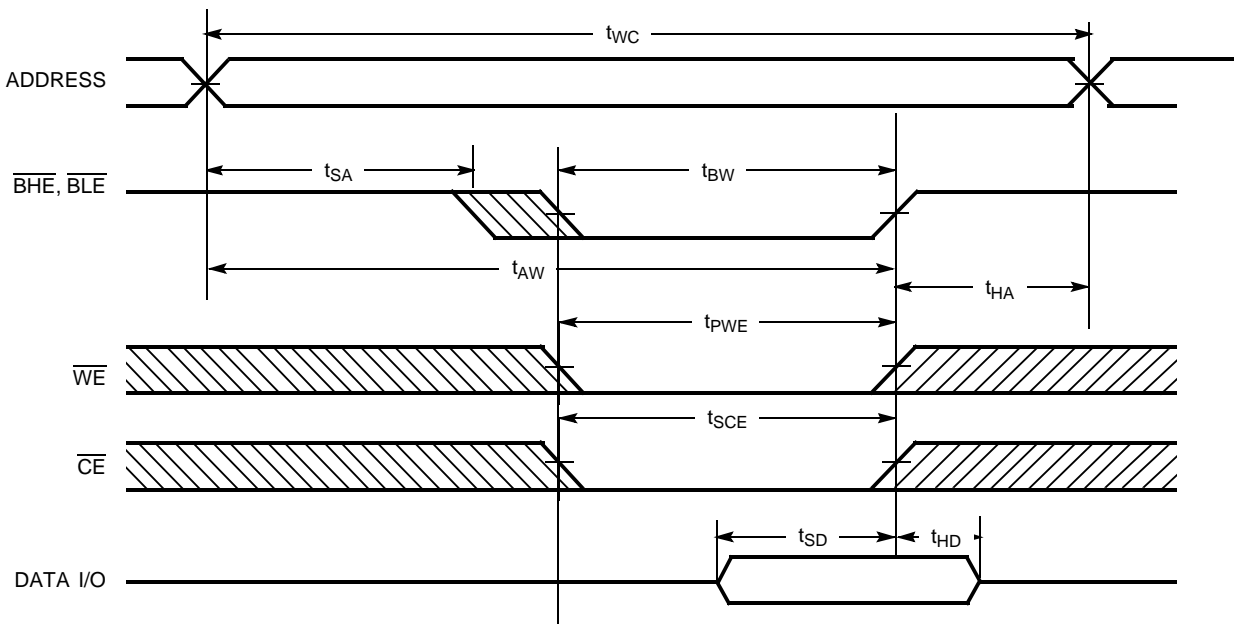 tWC
ADDRESS
tSA
tBW
BHE, BLE
tAW
tHA
tPWE
WE
tSCE
CE
tSD
tHD
DATA I/O